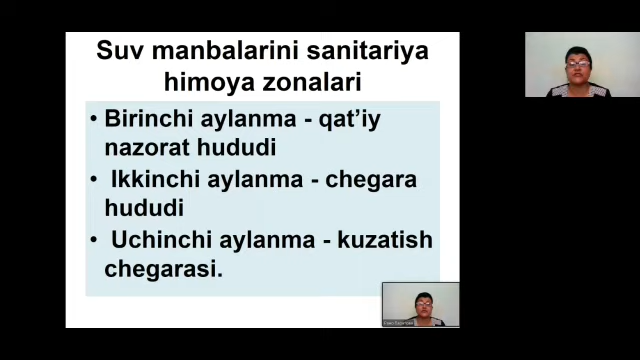 Suv manbalarini sanitariya
himoya zonalari
• Birinchi aylanma - qat’iy
nazorat hududi
• Ikkinchi aylanma - chegara
hududi
• Uchinchi aylanma - kuzatish
chegarasi.